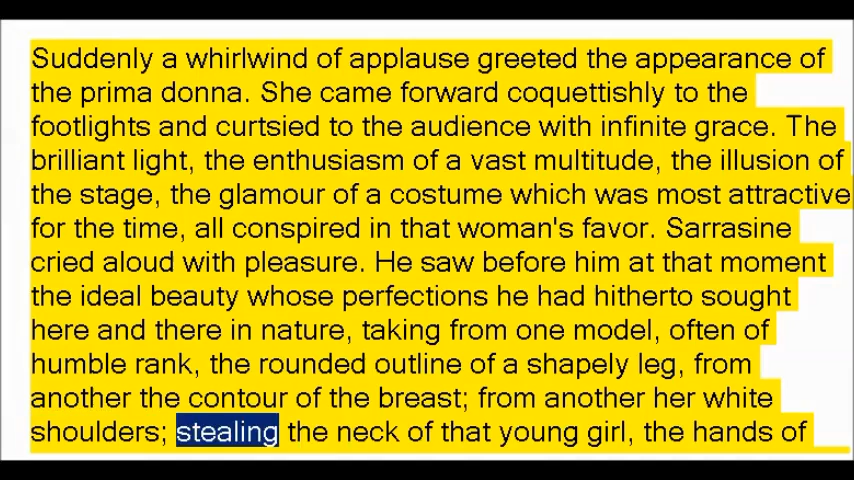 Suddenly a whirlwind of applause greeted the appearance of
the prima donna. She came forward coquettishly to the
footlights and curtsied to the audience with infinite grace. The
brilliant light, the enthusiasm of a vast multitude, the illusion of
the stage, the glamour of a costume which was most attractive
for the time, all conspired in that woman's favor. Sarrasine
cried aloud with pleasure. He saw before him at that moment
the ideal beauty whose perfections he had hitherto sought
here and there in nature, taking from one model, often of
humble rank, the rounded outline of a shapely leg, from
another the contour of the breast; from another her white
shoulders; stealing the neck of that young girl, the hands of